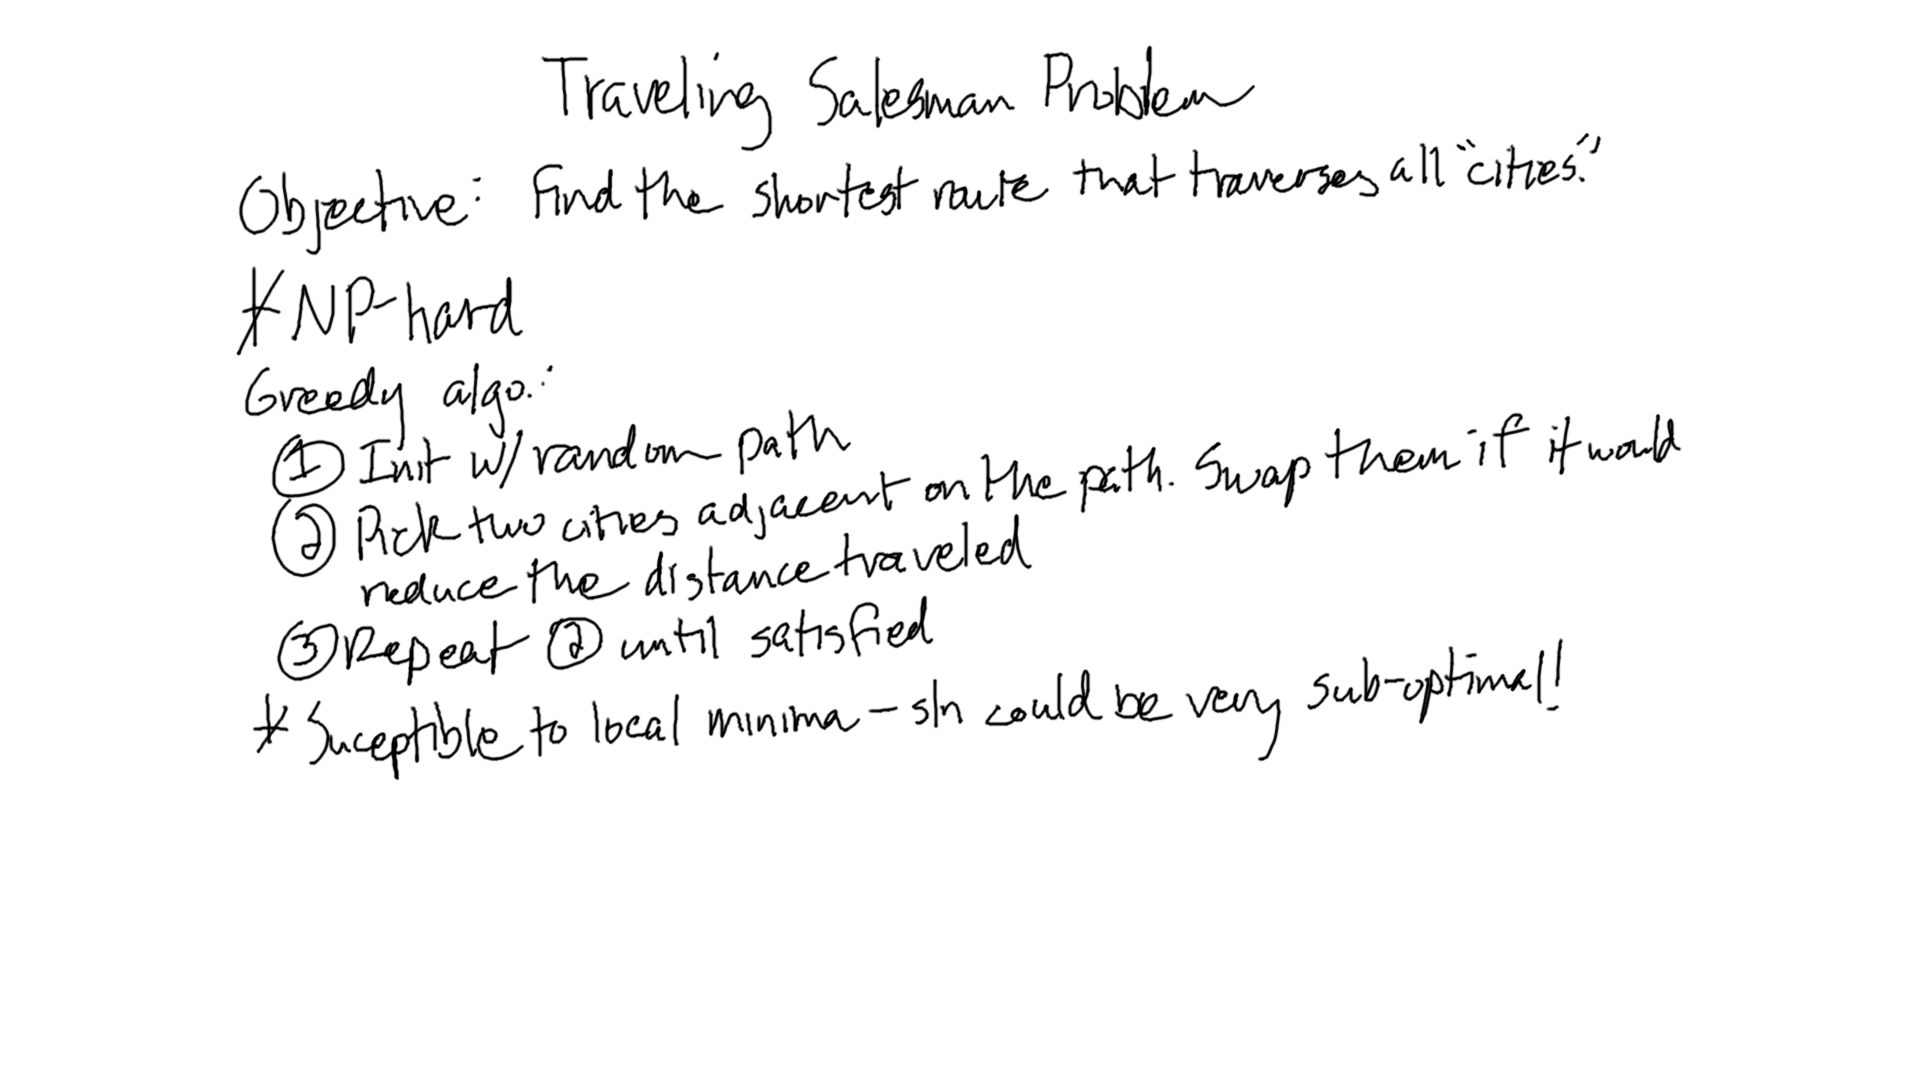 Traveling Salesman Problem
Objective: Find the shortest route that traverses all "cities."
* NP-hard
Greedy algo:
① Init w/ random path
② Pick two cities adjacent on the path. Swap them if it would
reduce the distance traveled
③ Repeat ② until satisfied
* Suceptible to local minima - sln could be very sub-optimal!